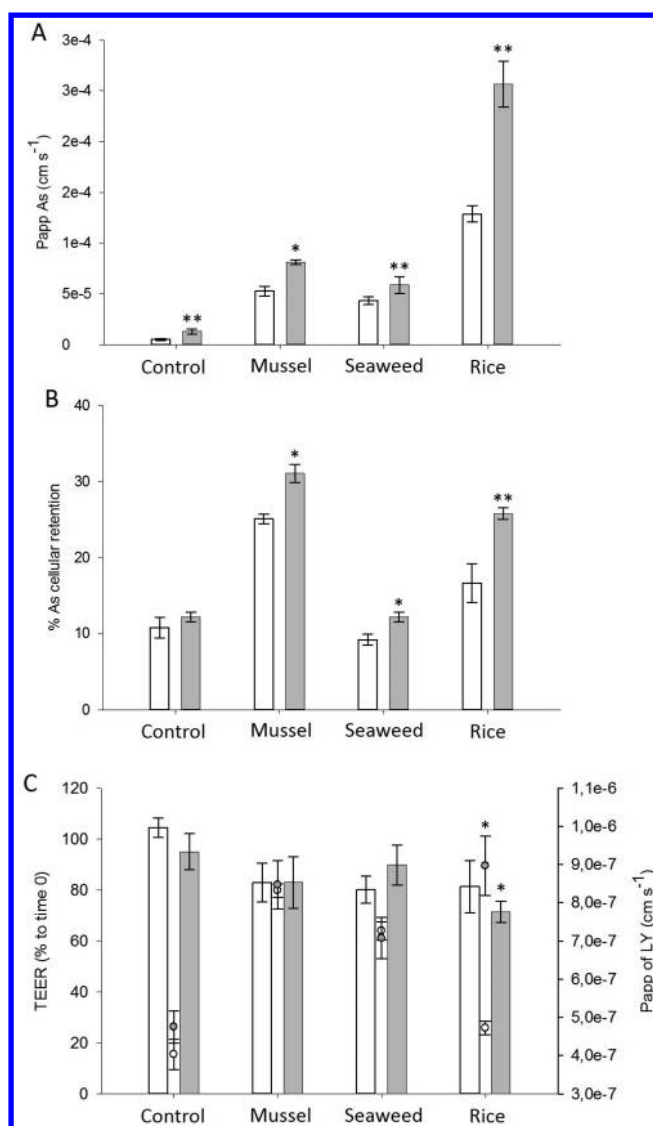 A
3e-4
3e-4
2e-4
2e-4
1e-4
5e-5
0
Papp As (cm s⁻¹)
**
*
**
**
Control Mussel Seaweed Rice
B
40
30
20
10
0
% As cellular retention
*
*
**
Control Mussel Seaweed Rice
C
120
100
80
60
40
20
0
TEER (% to time 0)
*
*
1,1e-6
1,0e-6
9,0e-7
8,0e-7
7,0e-7
6,0e-7
5,0e-7
4,0e-7
3,0e-7
Papp of LY (cm s⁻¹)
Control Mussel Seaweed Rice